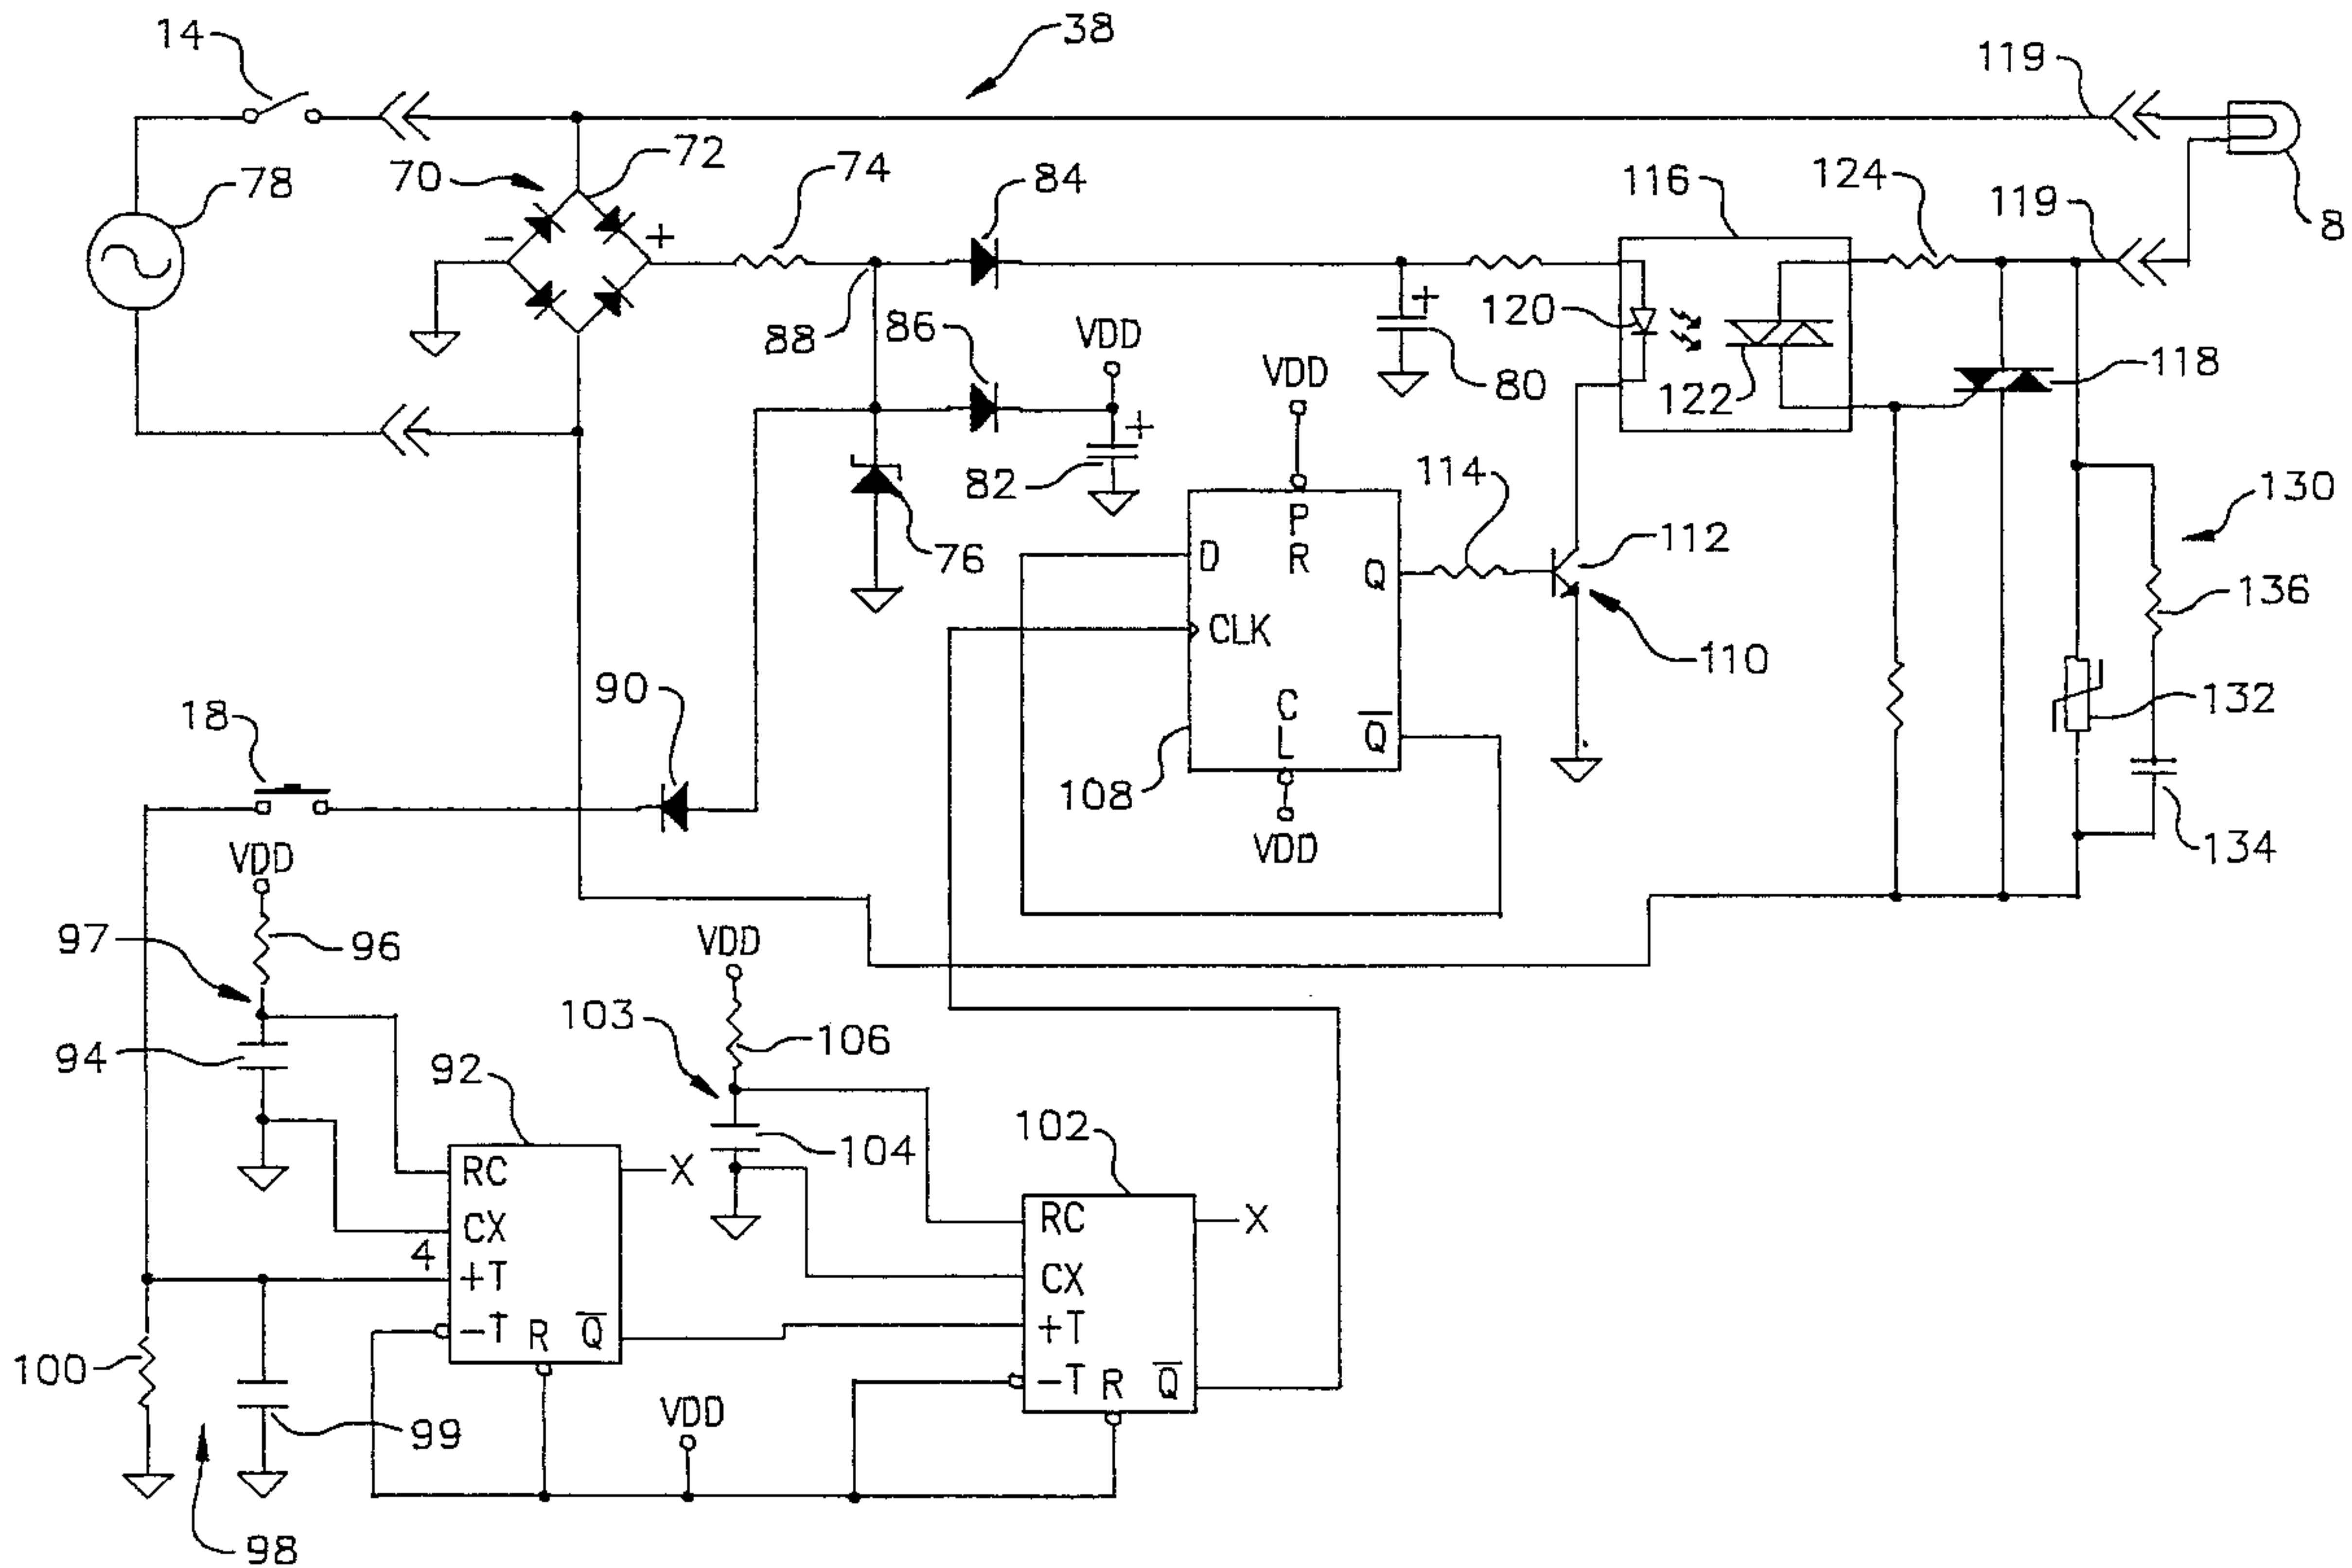 14
38
119
8
78
70
72
74
84
116
124
119
− +
88
86
VDD
82
+
76
VDD
80
+
120
122
118
130
136
132
134
114
112
110
P
R
D
Q
CLK
C
L
Q̅
108
VDD
90
18
VDD
96
97
94
92
RC
CX
4
+T
−T
R
Q̅
X
100
99
98
VDD
VDD
106
103
104
102
RC
CX
+T
−T
R
Q̅
X